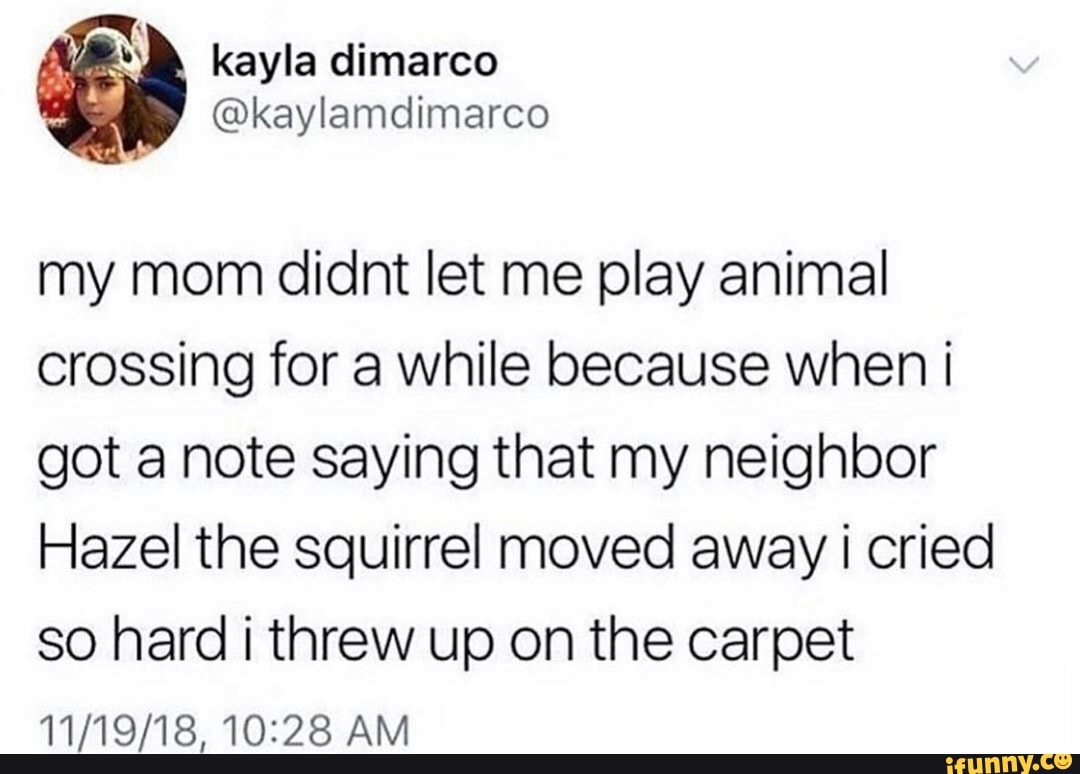 kayla dimarco
@kaylamdimarco
my mom didnt let me play animal
crossing for a while because when i
got a note saying that my neighbor
Hazel the squirrel moved away i cried
so hard i threw up on the carpet
11/19/18, 10:28 AM
ifunny.co